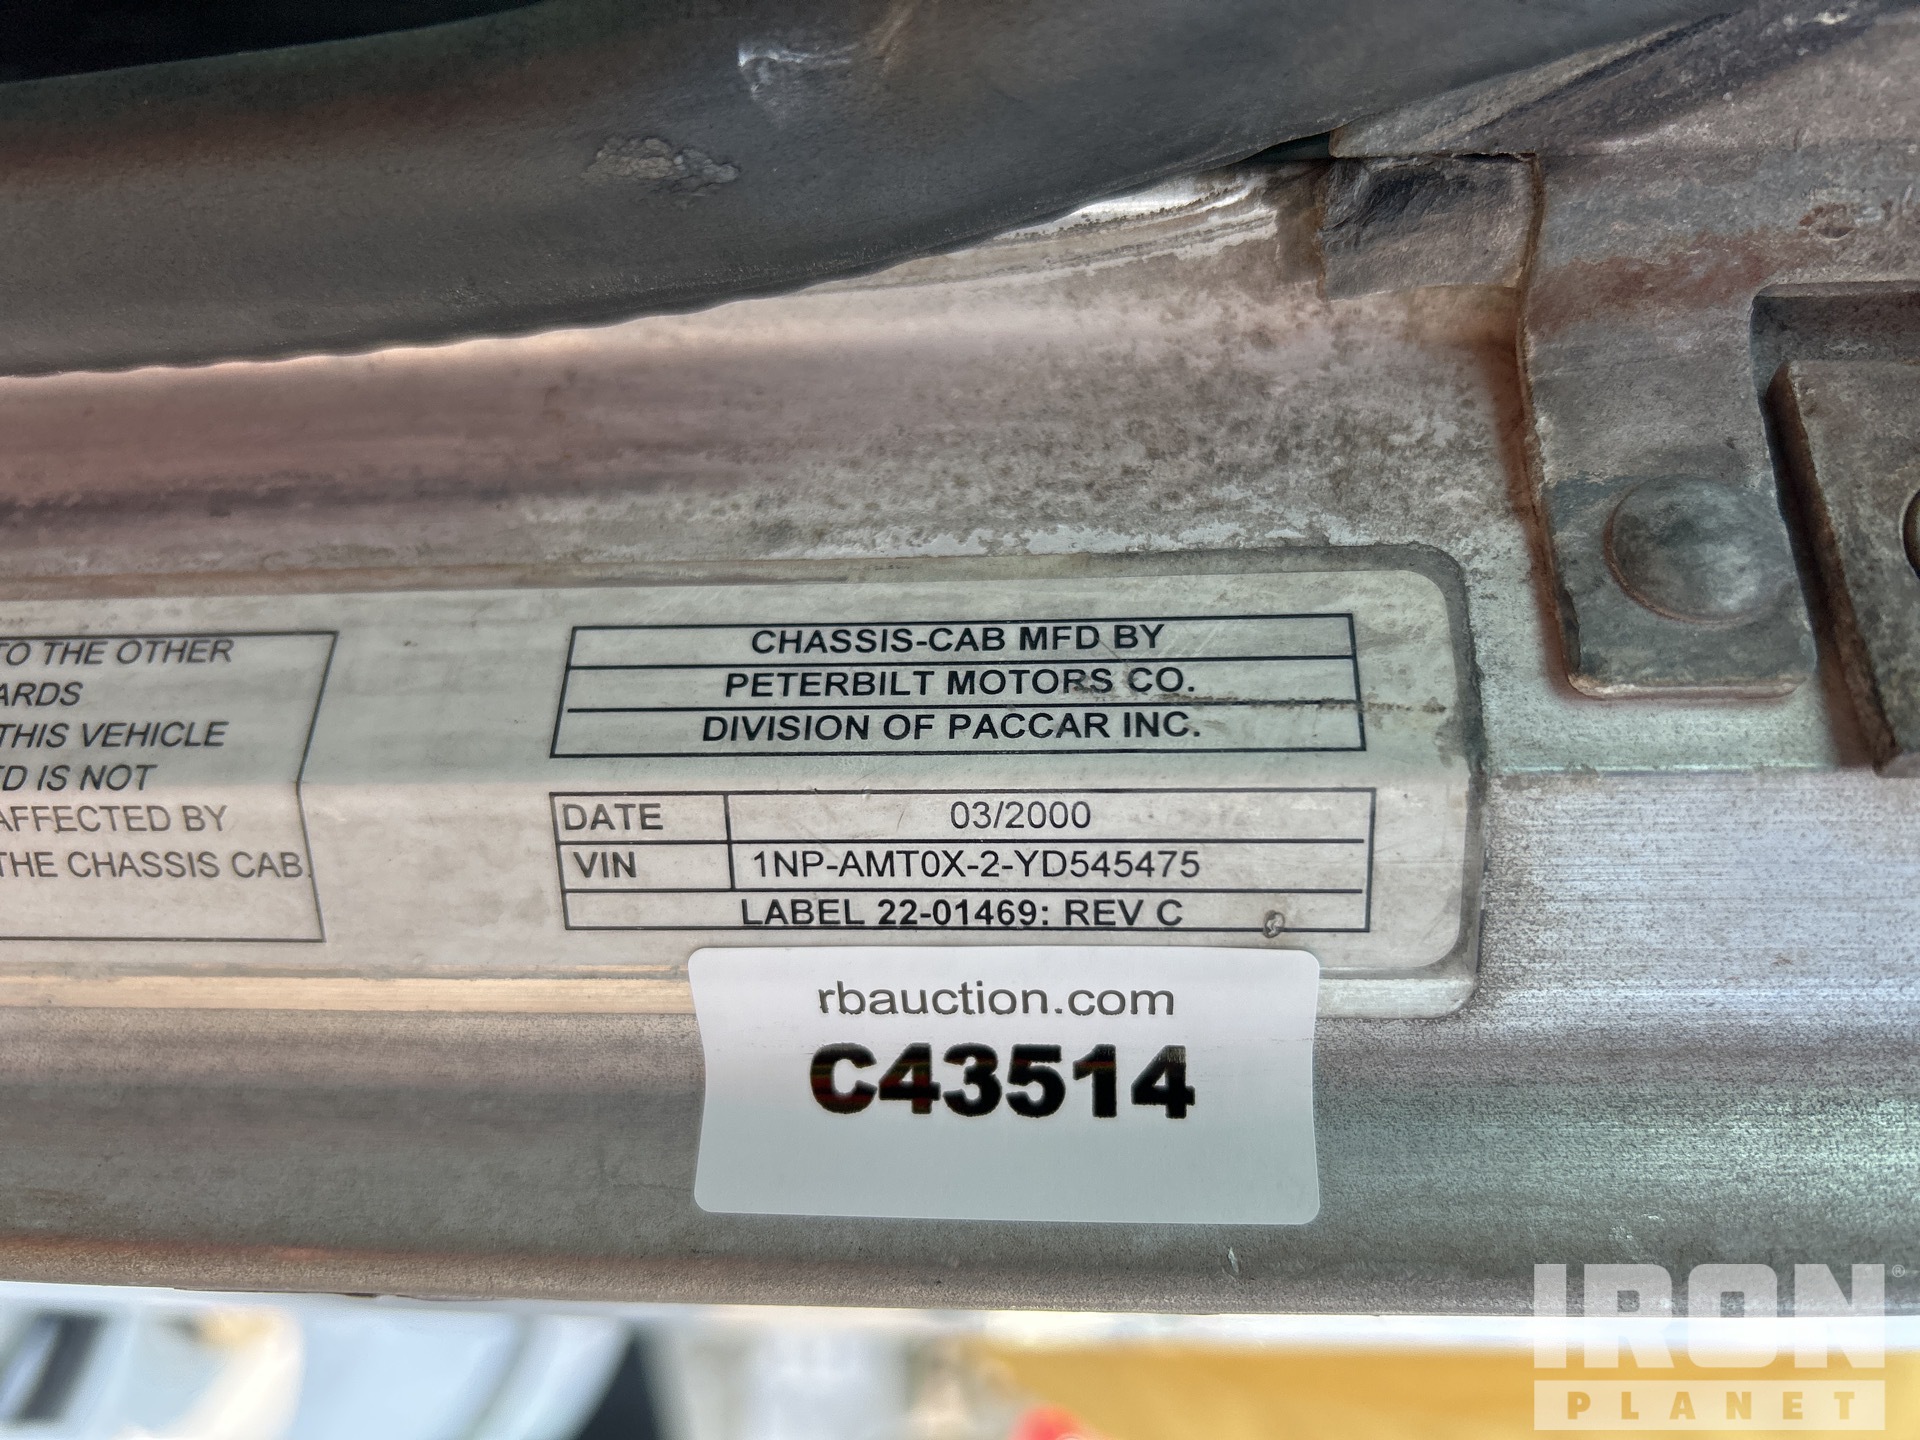 TO THE OTHER
ARDS
THIS VEHICLE
D IS NOT
AFFECTED BY
THE CHASSIS CAB.
CHASSIS-CAB MFD BY
PETERBILT MOTORS CO.
DIVISION OF PACCAR INC.
DATE 03/2000
VIN 1NP-AMT0X-2-YD545475
LABEL 22-01469: REV C
rbauction.com
C43514
IRON®
PLANET